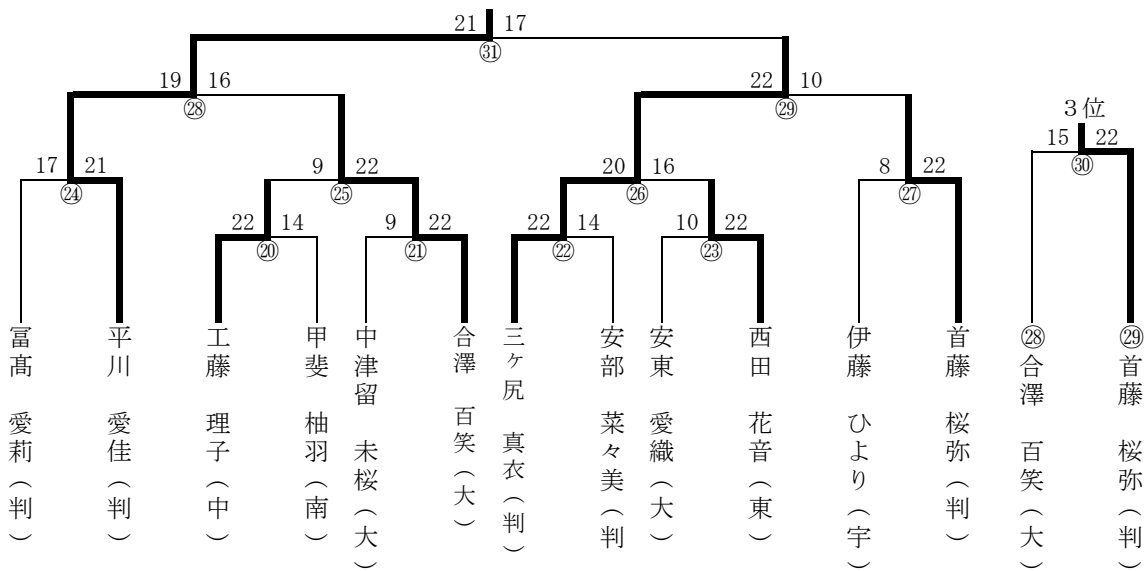 21 17
㉛
19 16
㉘
22 10
㉙
3位
15 22
㉚
17 21
㉔
9 22
㉕
20 16
㉖
8 22
㉗
22 14
⑳
9 22
㉑
22 14
㉒
10 22
㉓
冨髙 愛莉(判)
平川 愛佳(判)
工藤 理子(中)
甲斐 柚羽(南)
中津留 未桜(大)
合澤 百笑(大)
三ヶ尻 真衣(判)
安部 菜々美(判
安東 愛織(大)
西田 花音(東)
伊藤 ひより(宇)
首藤 桜弥(判)
㉘合澤 百笑(大)
㉙首藤 桜弥(判)